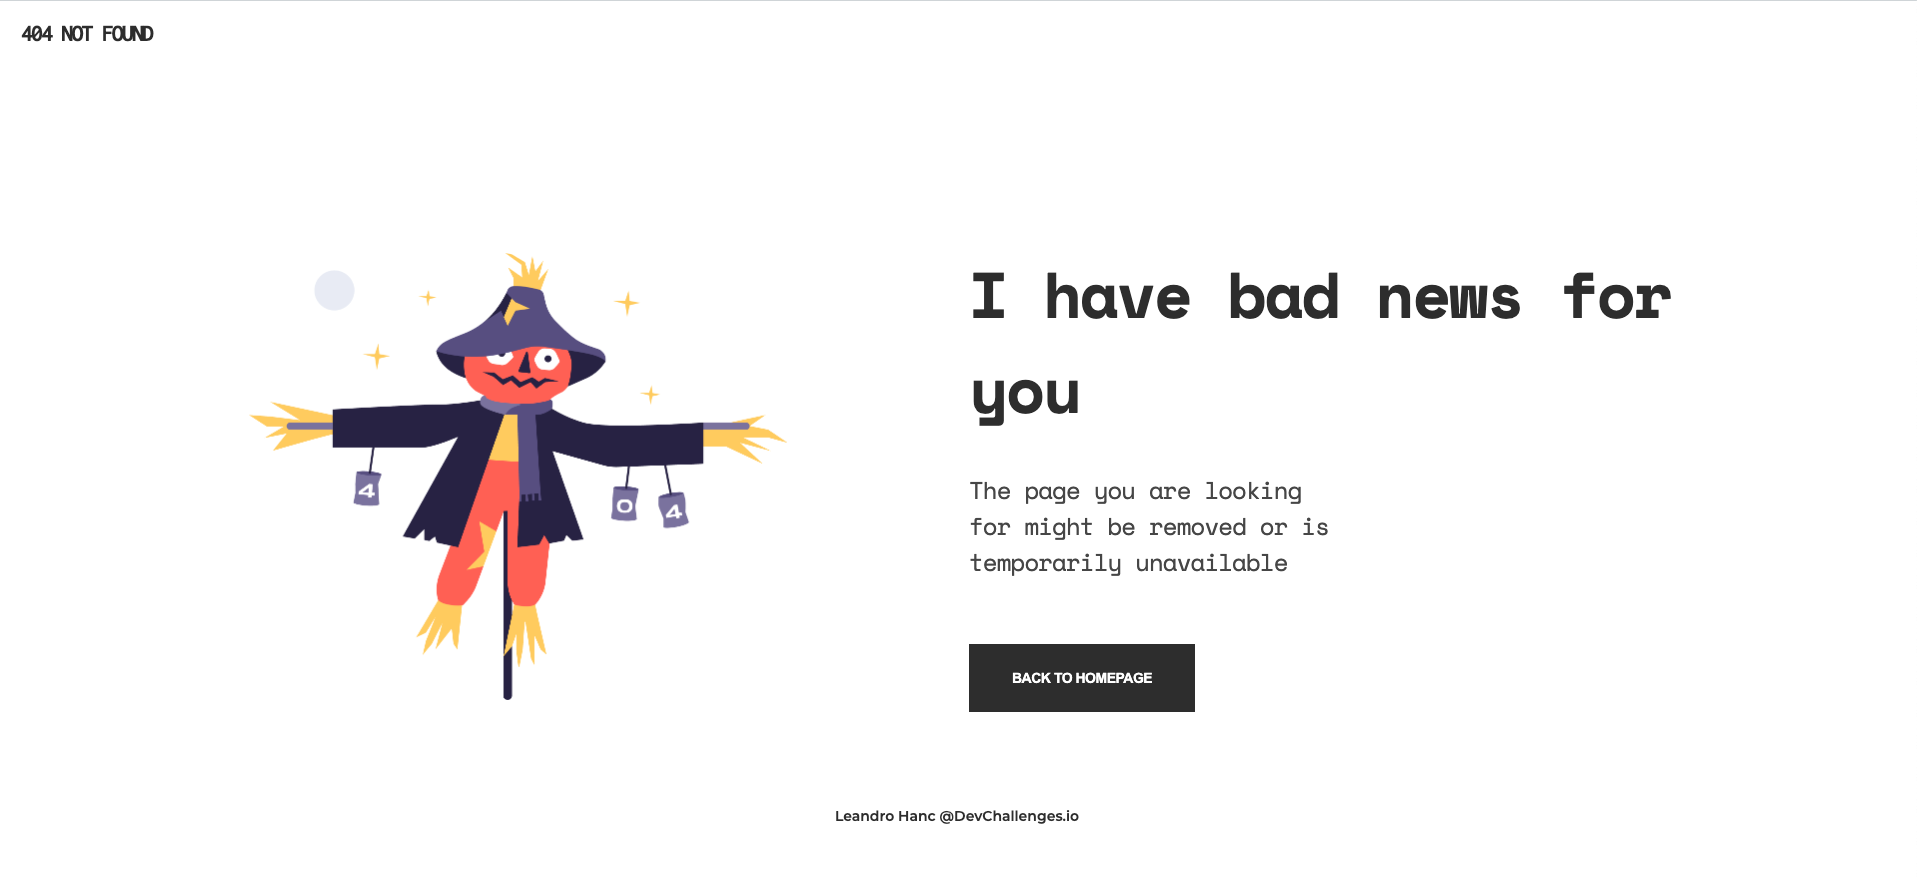 404 NOT FOUND
I have bad news for
you
4
0
4
The page you are looking
for might be removed or is
temporarily unavailable
BACK TO HOMEPAGE
Leandro Hanc @DevChallenges.io